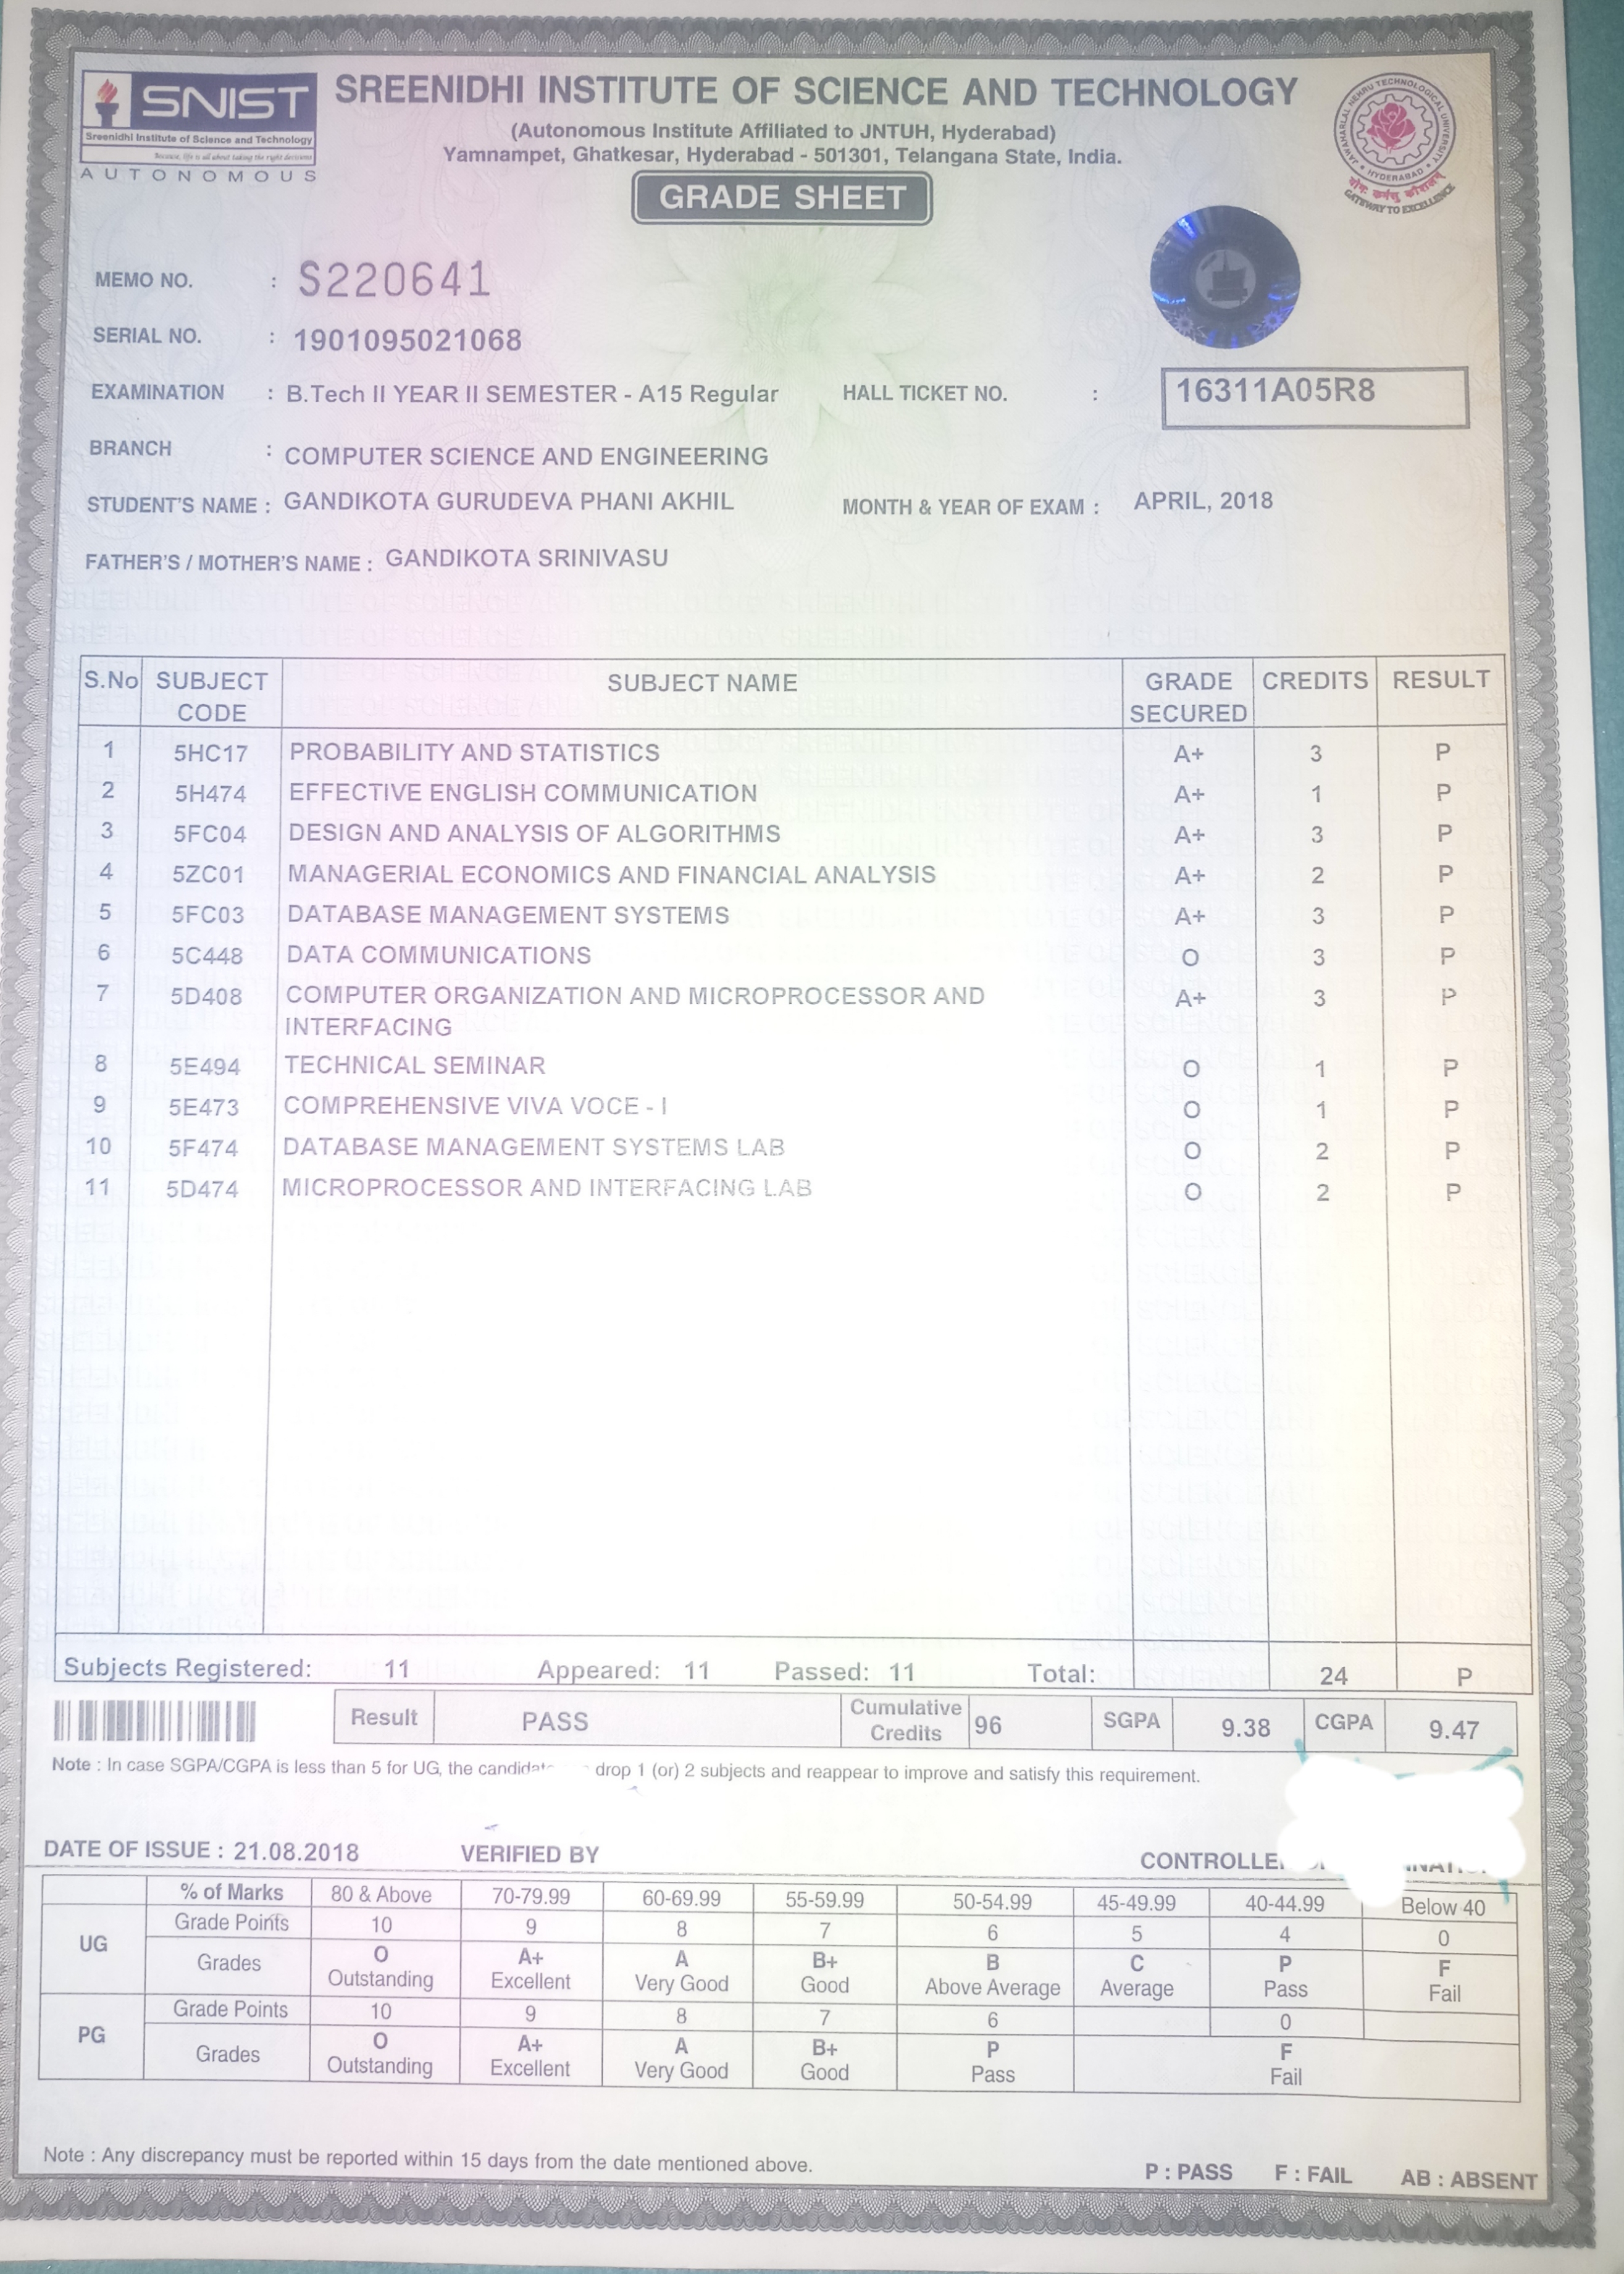 SNIST
Sreenidhi Institute of Science and Technology
Because, life is all about taking the right decisions
AUTONOMOUS
SREENIDHI INSTITUTE OF SCIENCE AND TECHNOLOGY
(Autonomous Institute Affiliated to JNTUH, Hyderabad)
Yamnampet, Ghatkesar, Hyderabad - 501301, Telangana State, India.
GRADE SHEET
JAWAHARLAL NEHRU TECHNOLOGICAL UNIVERSITY
HYDERABAD
योगः कर्मसु कौशलम्
GATEWAY TO EXCELLENCE
MEMO NO. : S220641
SERIAL NO. : 1901095021068
EXAMINATION : B.Tech II YEAR II SEMESTER - A15 Regular HALL TICKET NO. : 16311A05R8
BRANCH : COMPUTER SCIENCE AND ENGINEERING
STUDENT'S NAME : GANDIKOTA GURUDEVA PHANI AKHIL MONTH & YEAR OF EXAM : APRIL, 2018
FATHER'S / MOTHER'S NAME : GANDIKOTA SRINIVASU
S.No SUBJECT CODE SUBJECT NAME GRADE SECURED CREDITS RESULT
1 5HC17 PROBABILITY AND STATISTICS A+ 3 P
2 5H474 EFFECTIVE ENGLISH COMMUNICATION A+ 1 P
3 5FC04 DESIGN AND ANALYSIS OF ALGORITHMS A+ 3 P
4 5ZC01 MANAGERIAL ECONOMICS AND FINANCIAL ANALYSIS A+ 2 P
5 5FC03 DATABASE MANAGEMENT SYSTEMS A+ 3 P
6 5C448 DATA COMMUNICATIONS O 3 P
7 5D408 COMPUTER ORGANIZATION AND MICROPROCESSOR AND A+ 3 P
INTERFACING
8 5E494 TECHNICAL SEMINAR O 1 P
9 5E473 COMPREHENSIVE VIVA VOCE - I O 1 P
10 5F474 DATABASE MANAGEMENT SYSTEMS LAB O 2 P
11 5D474 MICROPROCESSOR AND INTERFACING LAB O 2 P
Subjects Registered: 11 Appeared: 11 Passed: 11 Total: 24 P
Result PASS Cumulative Credits 96 SGPA 9.38 CGPA 9.47
Note : In case SGPA/CGPA is less than 5 for UG, the drop 1 (or) 2 subjects and reappear to improve and satisfy this requirement.
DATE OF ISSUE : 21.08.2018 VERIFIED BY
% of Marks 80 & Above 70-79.99 60-69.99 55-59.99 50-54.99 45-49.99 40-44.99 Below 40
UG Grade Points 10 9 8 7 6 5 4 0
Grades O A+ A B+ B C P F
Outstanding Excellent Very Good Good Above Average Average Pass Fail
PG Grade Points 10 9 8 7 6 0
Grades O A+ A B+ P F
Outstanding Excellent Very Good Good Pass Fail
Note : Any discrepancy must be reported within 15 days from the date mentioned above.
P : PASS F : FAIL AB : ABSENT